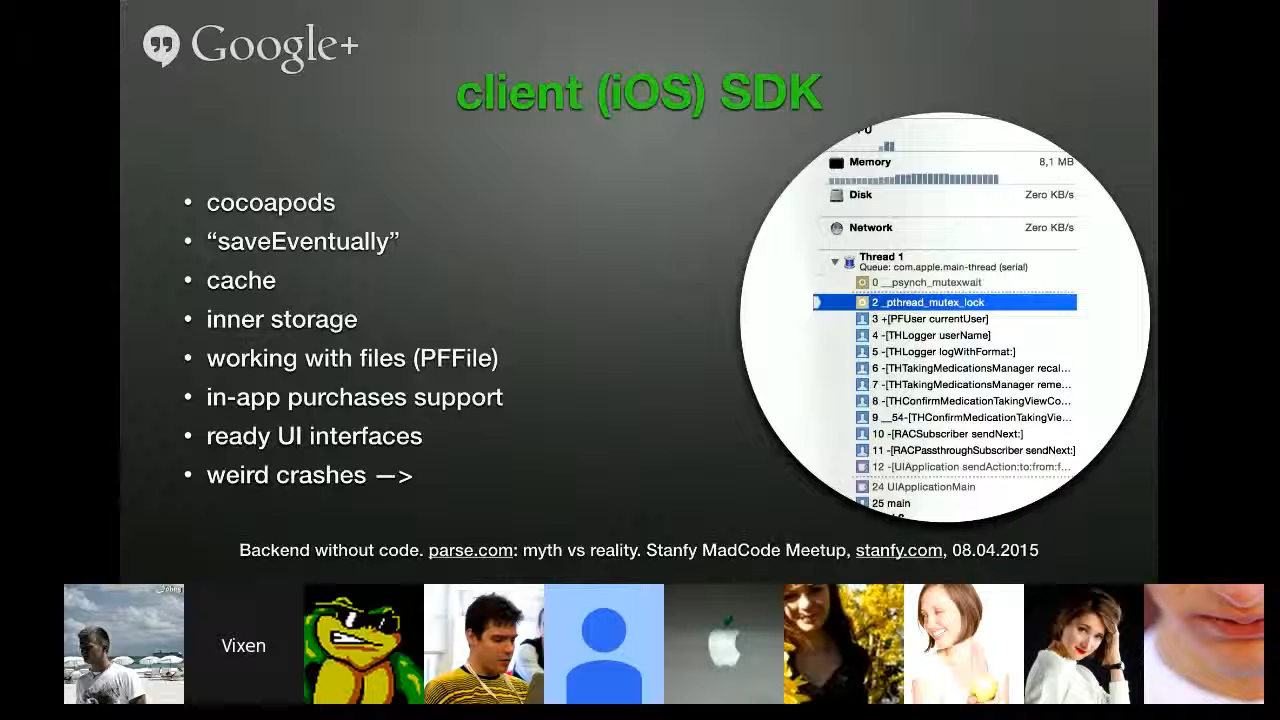 Google+
client (iOS) SDK
• cocoapods
• “saveEventually”
• cache
• inner storage
• working with files (PFFile)
• in-app purchases support
• ready UI interfaces
• weird crashes —>
Memory 8,1 MB
Disk Zero KB/s
Network Zero KB/s
Thread 1
Queue: com.apple.main-thread (serial)
0 __psynch_mutexwait
2 _pthread_mutex_lock
3 +[PFUser currentUser]
4 -[THLogger userName]
5 -[THLogger logWithFormat:]
6 -[THTakingMedicationsManager recal...
7 -[THTakingMedicationsManager reme...
8 -[THConfirmMedicationTakingViewCo...
9 __54-[THConfirmMedicationTakingVie...
10 -[RACSubscriber sendNext:]
11 -[RACPassthroughSubscriber sendNext:]
12 -[UIApplication sendAction:to:from:f...
24 UIApplicationMain
25 main
Backend without code. parse.com: myth vs reality. Stanfy MadCode Meetup, stanfy.com, 08.04.2015
Vixen